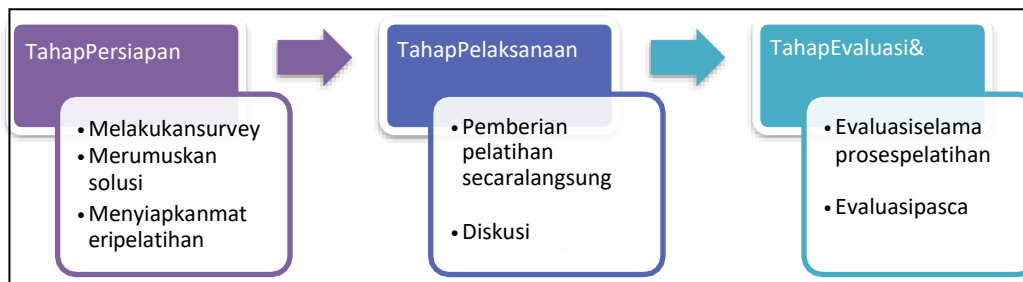 TahapPersiapan
• Melakukansurvey
• Merumuskan
solusi
• Menyiapkanmat
eripelatihan
TahapPelaksanaan
• Pemberian
pelatihan
secaralangsung
• Diskusi
TahapEvaluasi&
• Evaluasiselama
prosespelatihan
• Evaluasipasca